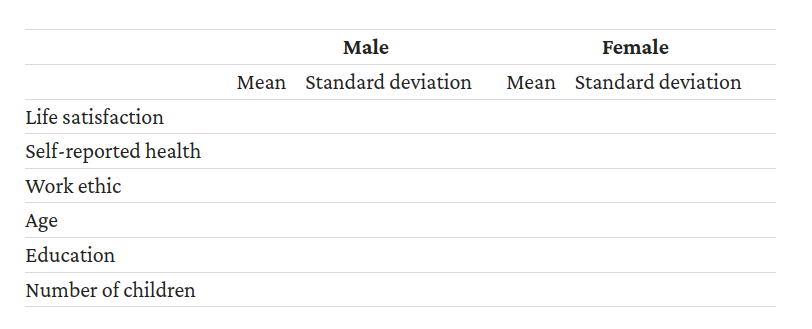 Male Female
Mean Standard deviation Mean Standard deviation
Life satisfaction
Self-reported health
Work ethic
Age
Education
Number of children